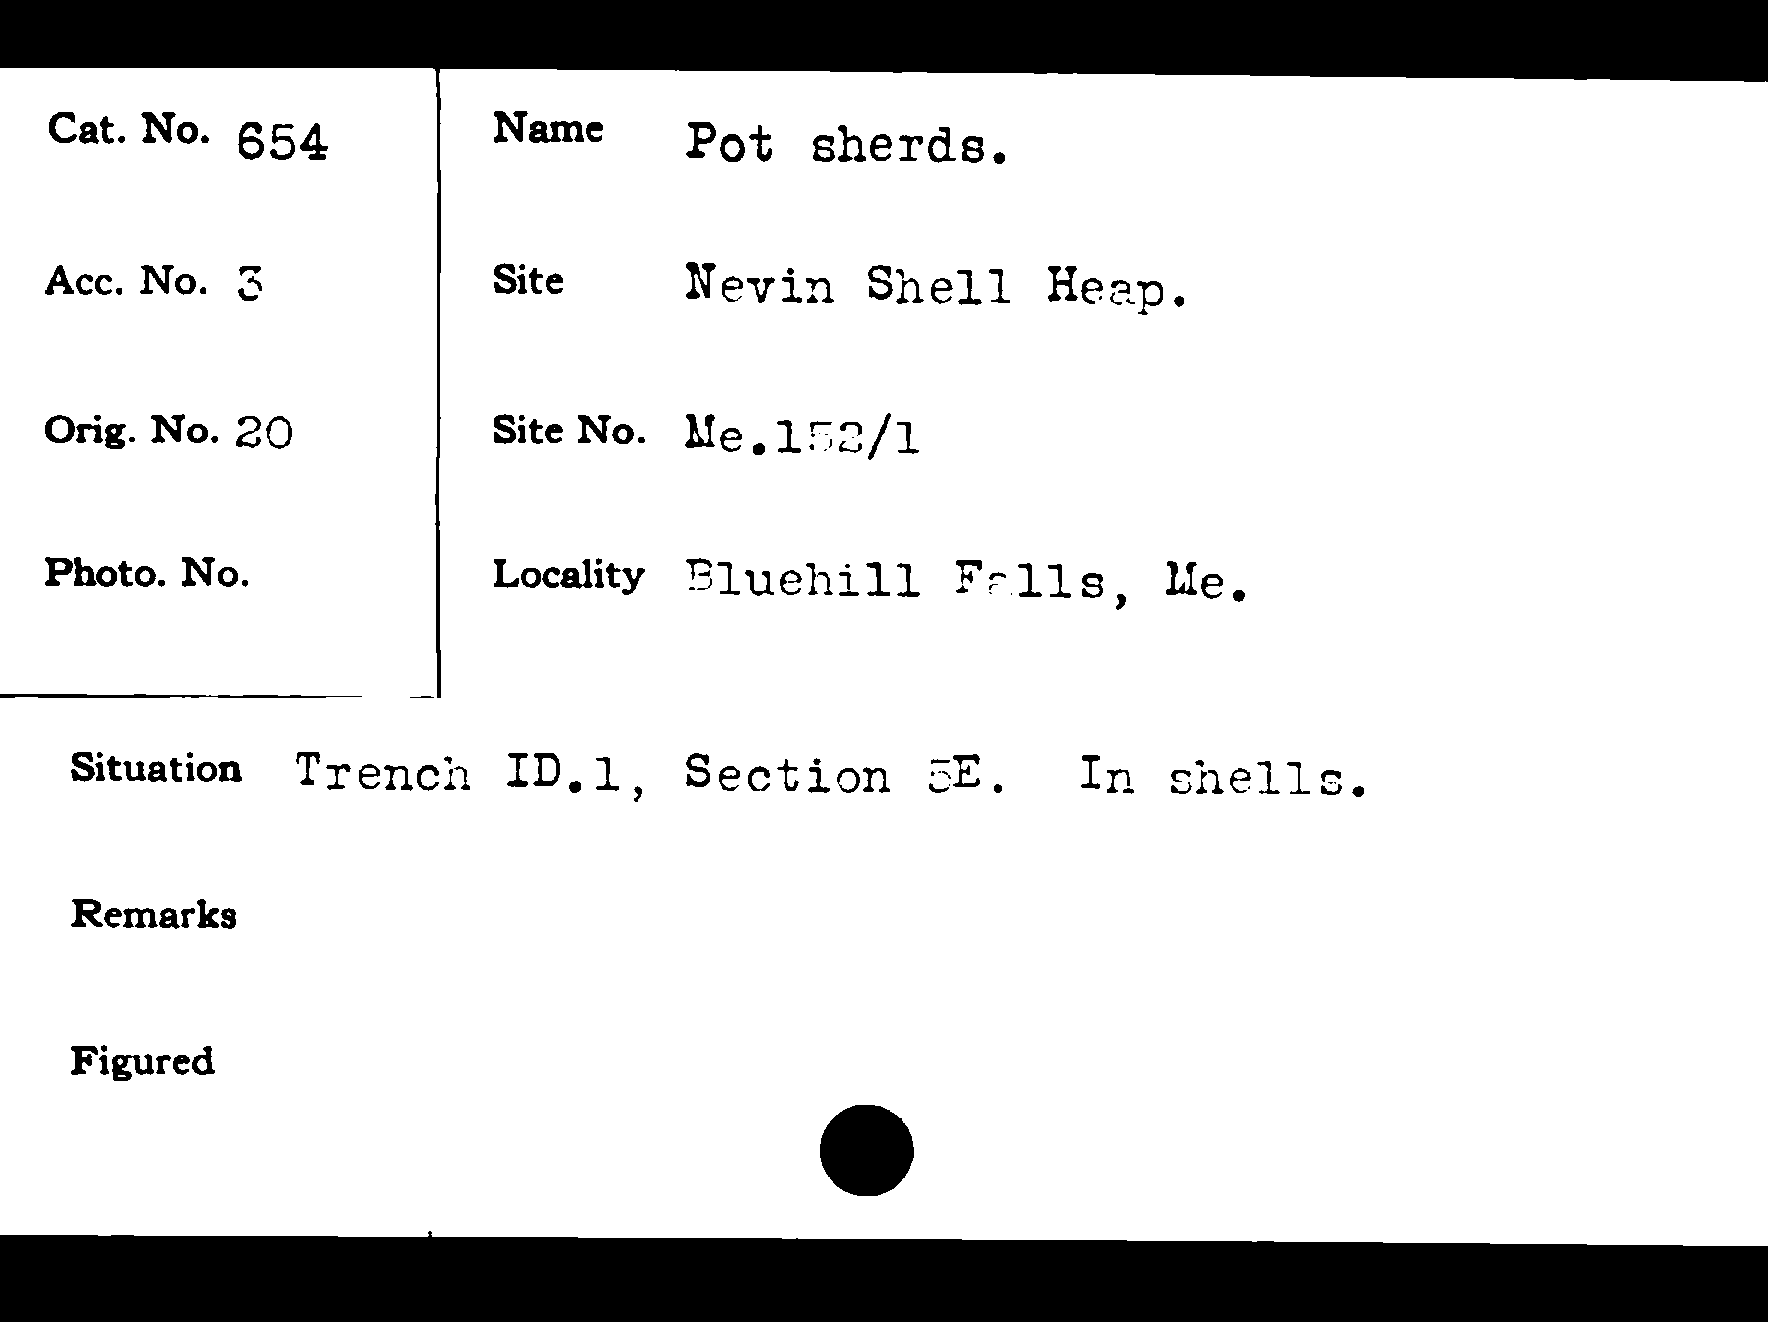 Cat. No. 654
Name Pot sherds.
Acc. No. 3
Site Nevin Shell Heap.
Orig. No. 20
Site No. Me.152/1
Photo. No.
Locality Bluehill Falls, Me.
Situation Trench ID.1, Section 5E. In shells.
Remarks
Figured